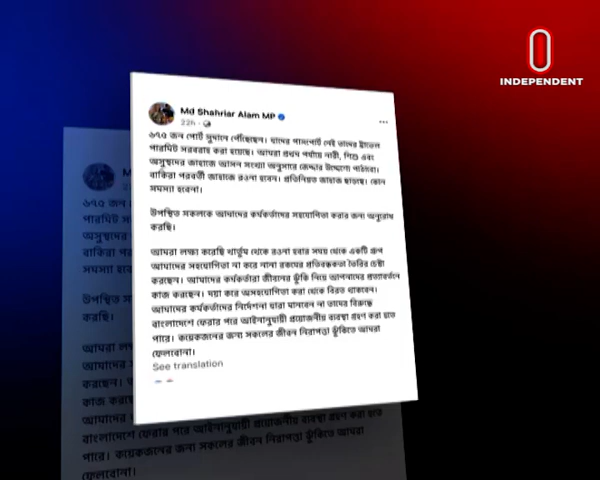 INDEPENDENT
Md Shahriar Alam MP
22h
৬৭৫ জন পোর্ট সুদানে পৌঁছেছেন। যাদের পাসপোর্ট নেই তাদের ট্রাভেল
পারমিট সরবরাহ করা হয়েছে। আমরা প্রথম পর্যায়ে নারী, শিশু এবং
অসুস্থদের জাহাজে আসন সংখ্যা অনুসারে জেদ্দার উদ্দেশ্যে পাঠাবো।
বাকিরা পরবর্তী জাহাজে রওনা হবেন। প্রতিনিয়ত জাহাজ ছাড়ছে। কোন
সমস্যা হবেনা।
উপস্থিত সকলকে আমাদের কর্মকর্তাদের সহযোগিতা করার জন্য অনুরোধ
করছি।
আমরা লক্ষ্য করেছি খার্তুম থেকে রওনা হবার সময় থেকে একটি গ্রুপ
আমাদের সহযোগিতা না করে নানা রকমের প্রতিবন্ধকতা তৈরির চেষ্টা
করছেন। আমাদের কর্মকর্তারা জীবনের ঝুঁকি নিয়ে আপনাদের প্রত্যাবর্তনে
কাজ করছেন। দয়া করে অসহযোগিতা করা থেকে বিরত থাকবেন।
আমাদের কর্মকর্তাদের নির্দেশনা যারা মানবেন না তাদের বিরুদ্ধে
বাংলাদেশে ফেরার পরে আইনানুযায়ী প্রয়োজনীয় ব্যবস্থা গ্রহণ করা হতে
পারে। কয়েকজনের জন্য সকলের জীবন নিরাপত্তা ঝুঁকিতে আমরা
ফেলবোনা।
See translation